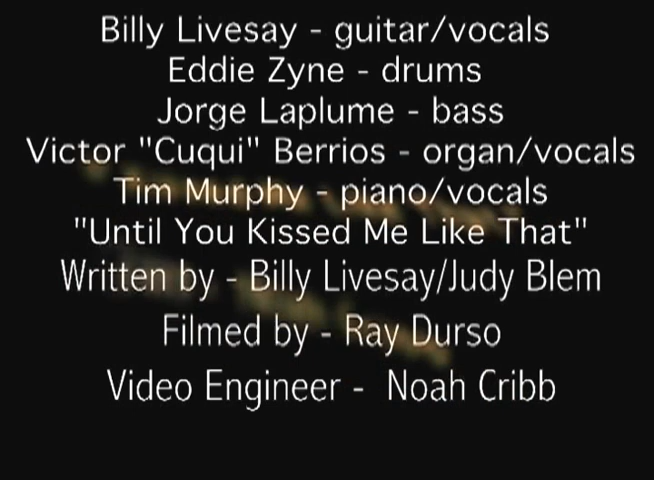 Billy Livesay - guitar/vocals
Eddie Zyne - drums
Jorge Laplume - bass
Victor "Cuqui" Berrios - organ/vocals
Tim Murphy - piano/vocals
"Until You Kissed Me Like That"
Written by - Billy Livesay/Judy Blem
Filmed by - Ray Durso
Video Engineer - Noah Cribb